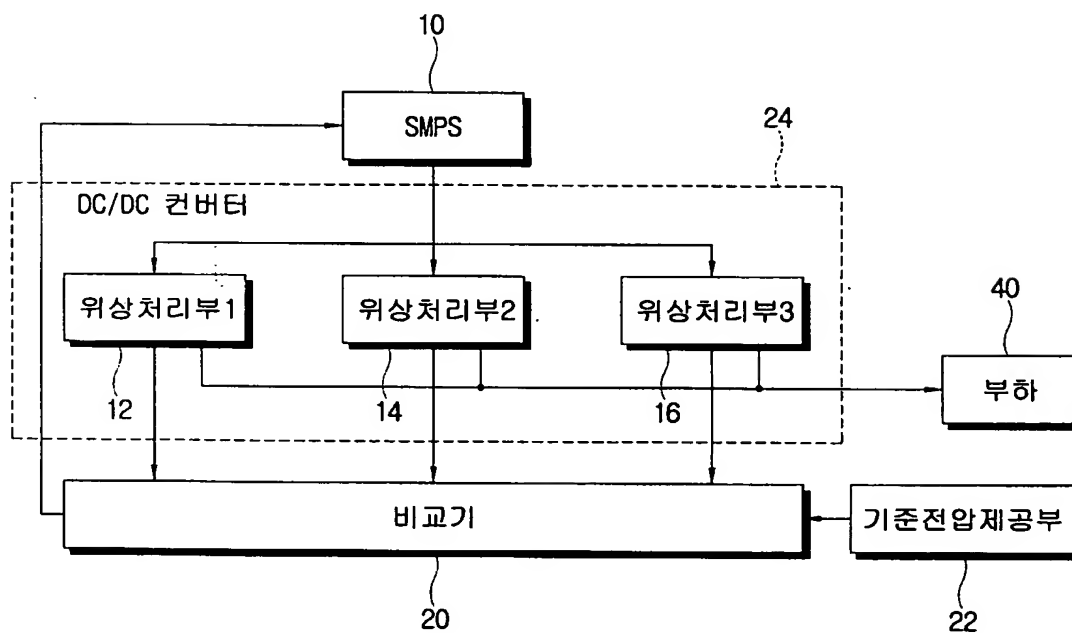 10
SMPS
24
DC/DC 컨버터
위상처리부1
위상처리부2
위상처리부3
40
12
14
16
부하
비교기
기준전압제공부
20
22